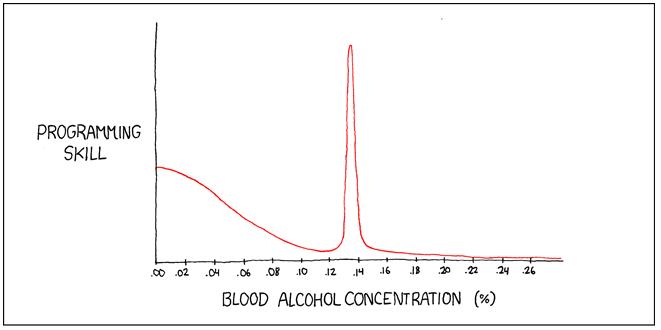 PROGRAMMING
SKILL
.00 .02 .04 .06 .08 .10 .12 .14 .16 .18 .20 .22 .24 .26
BLOOD ALCOHOL CONCENTRATION (%)